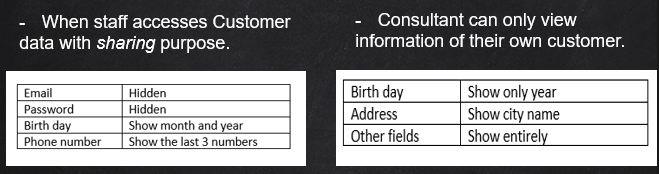 - When staff accesses Customer
data with sharing purpose.
Email Hidden
Password Hidden
Birth day Show month and year
Phone number Show the last 3 numbers
- Consultant can only view
information of their own customer.
Birth day Show only year
Address Show city name
Other fields Show entirely